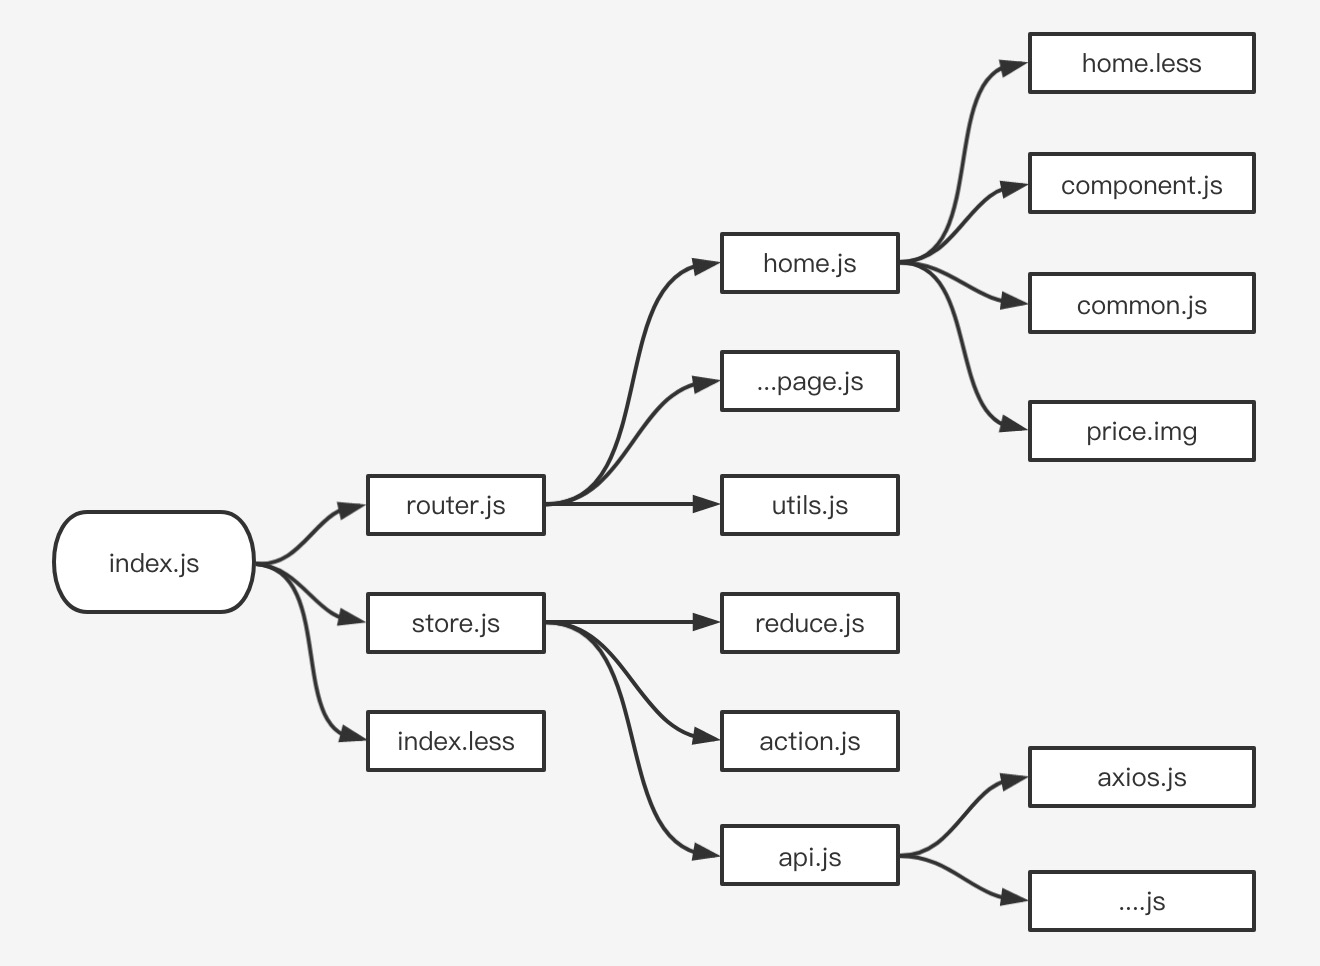 home.less
component.js
home.js
common.js
...page.js
price.img
router.js
utils.js
index.js
store.js
reduce.js
index.less
action.js
axios.js
api.js
....js